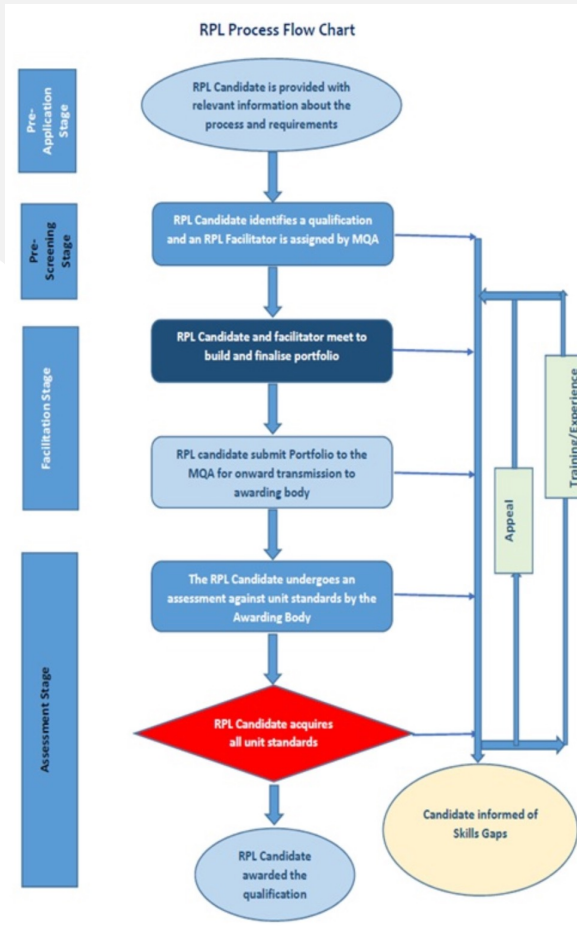 RPL Process Flow Chart
Pre-
Application
Stage
RPL Candidate is provided with
relevant information about the
process and requirements
Pre-
Screening
Stage
RPL Candidate identifies a qualification
and an RPL Facilitator is assigned by MQA
Facilitation Stage
RPL Candidate and facilitator meet to
build and finalise portfolio
RPL candidate submit Portfolio to the
MQA for onward transmission to
awarding body
Training/Experience
Appeal
Assessment Stage
The RPL Candidate undergoes an
assessment against unit standards by the
Awarding Body
RPL Candidate acquires
all unit standards
Candidate informed of
Skills Gaps
RPL Candidate
awarded the
qualification